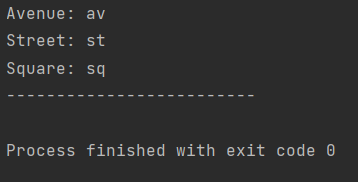 Avenue: av
Street: st
Square: sq
-------------------------
Process finished with exit code 0